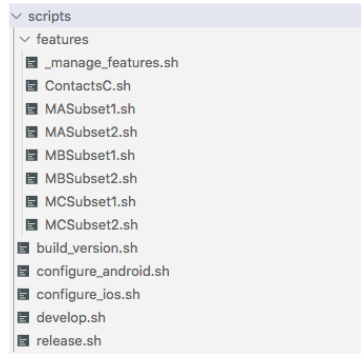 scripts
features
_manage_features.sh
ContactsC.sh
MASubset1.sh
MASubset2.sh
MBSubset1.sh
MBSubset2.sh
MCSubset1.sh
MCSubset2.sh
build_version.sh
configure_android.sh
configure_ios.sh
develop.sh
release.sh